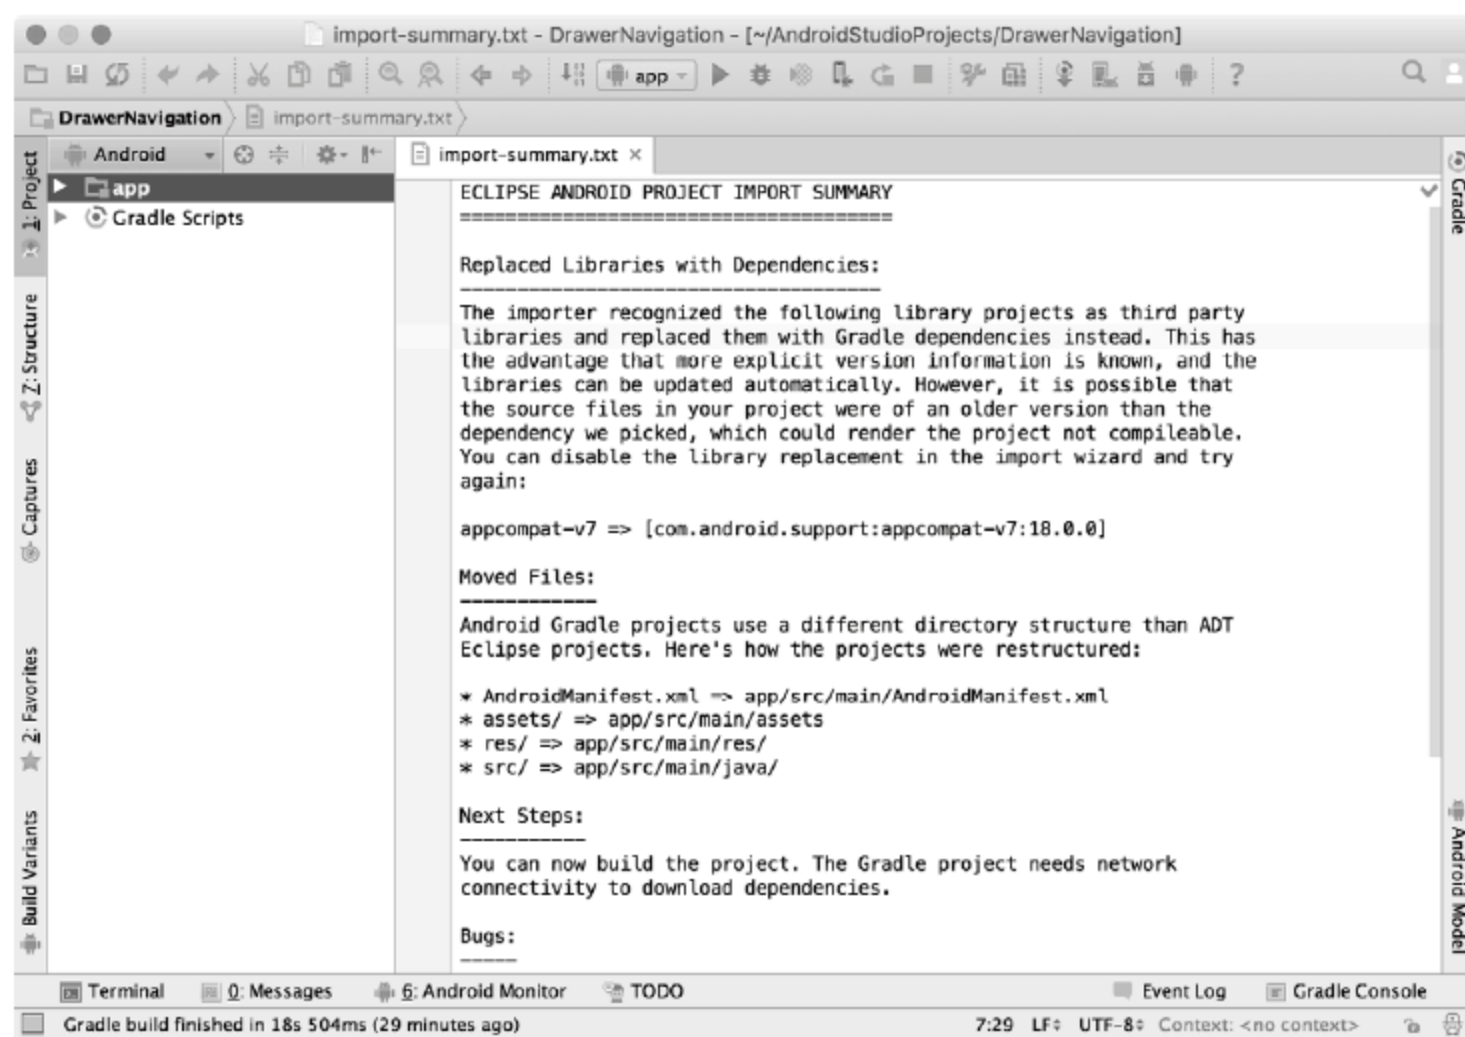 import-summary.txt - DrawerNavigation - [~/AndroidStudioProjects/DrawerNavigation]
app
?
DrawerNavigation
import-summary.txt
Android
import-summary.txt ×
1: Project
app
Gradle Scripts
Z: Structure
Captures
2: Favorites
Build Variants
ECLIPSE ANDROID PROJECT IMPORT SUMMARY
======================================
Replaced Libraries with Dependencies:
-------------------------------------
The importer recognized the following library projects as third party
libraries and replaced them with Gradle dependencies instead. This has
the advantage that more explicit version information is known, and the
libraries can be updated automatically. However, it is possible that
the source files in your project were of an older version than the
dependency we picked, which could render the project not compileable.
You can disable the library replacement in the import wizard and try
again:
appcompat-v7 => [com.android.support:appcompat-v7:18.0.0]
Moved Files:
------------
Android Gradle projects use a different directory structure than ADT
Eclipse projects. Here's how the projects were restructured:
* AndroidManifest.xml => app/src/main/AndroidManifest.xml
* assets/ => app/src/main/assets
* res/ => app/src/main/res/
* src/ => app/src/main/java/
Next Steps:
-----------
You can now build the project. The Gradle project needs network
connectivity to download dependencies.
Bugs:
-----
Gradle
Android Model
Terminal
0: Messages
6: Android Monitor
TODO
Event Log
Gradle Console
Gradle build finished in 18s 504ms (29 minutes ago)
7:29
LF
UTF-8
Context: <no context>